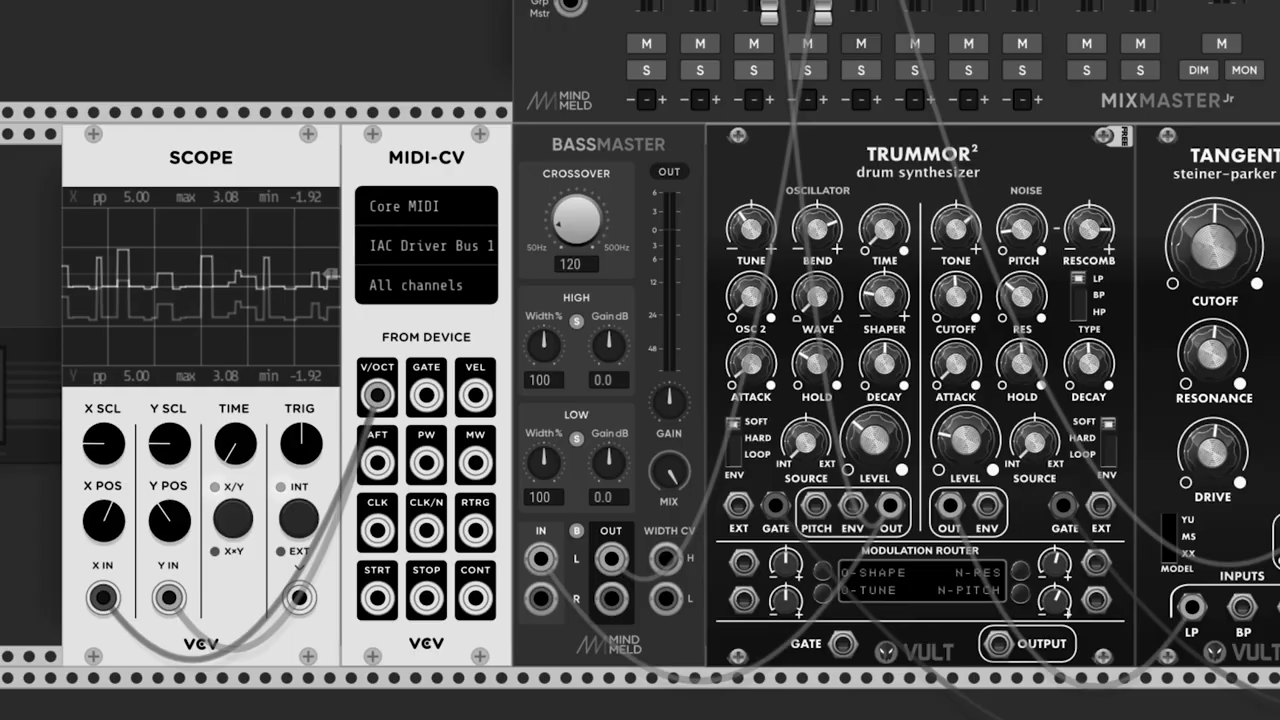 Grp
Mstr
M M M M M M M M M M M
S S S S S S S S S S DIM MON
- - + - - + - - + - - + - - + - - + - - + - - +
MIND
MELD
MIXMASTER Jr
SCOPE
X pp 5.00 max 3.08 min -1.92
Y pp 5.00 max 3.08 min -1.92
X SCL Y SCL TIME TRIG
X POS Y POS X/Y INT
X×Y EXT
X IN Y IN
VCV
MIDI-CV
Core MIDI
IAC Driver Bus 1
All channels
FROM DEVICE
V/OCT GATE VEL
AFT PW MW
CLK CLK/N RTRG
STRT STOP CONT
VCV
BASSMASTER
CROSSOVER
50Hz 500Hz
120
HIGH
Width% S Gain dB
100 0.0
LOW
Width% S Gain dB
100 0.0
OUT
6
3
0
3
6
12
24
48
GAIN
MIX
IN B OUT WIDTH CV
L H
R L
MIND
MELD
FREE
TRUMMOR²
drum synthesizer
OSCILLATOR NOISE
TUNE BEND TIME TONE PITCH RESCOMB
OSC 2 WAVE SHAPER CUTOFF RES TYPE
LP
BP
HP
ATTACK HOLD DECAY ATTACK HOLD DECAY
SOFT
HARD
LOOP
ENV
INT EXT
SOURCE LEVEL LEVEL
INT EXT
SOURCE
SOFT
HARD
LOOP
ENV
EXT GATE PITCH ENV OUT OUT ENV GATE EXT
MODULATION ROUTER
O-SHAPE N-RES
O-TUNE N-PITCH
GATE VULT OUTPUT
TANGENT
steiner-parker
CUTOFF
RESONANCE
DRIVE
YU
MS
XX
MODEL
INPUTS
LP BP
VULT